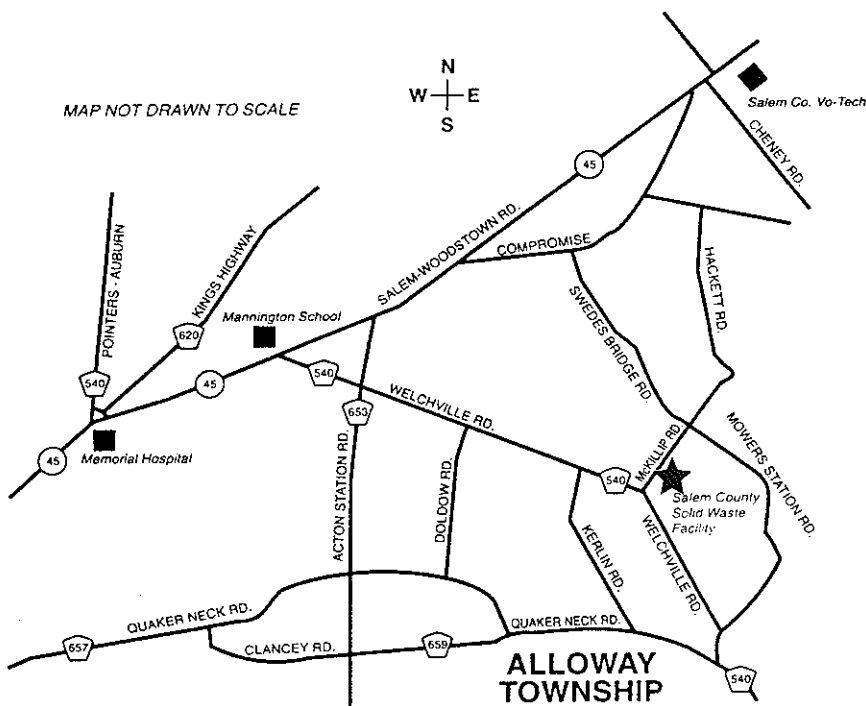 N
W E
S
MAP NOT DRAWN TO SCALE
Salem Co. Vo-Tech
CHENEY RD.
45
SALEM-WOODSTOWN RD.
COMPROMISE
HACKETT RD.
SWEDES BRIDGE RD.
POINTERS - AUBURN
KINGS HIGHWAY
620
Mannington School
540
540
45
WELCHVILLE RD.
653
Memorial Hospital
45
ACTON STATION RD.
DOLDOW RD.
McKILLIP RD
MOWERS STATION RD.
540
Salem County
Solid Waste
Facility
KERLIN RD.
WELCHVILLE RD.
QUAKER NECK RD.
657
CLANCEY RD.
659
QUAKER NECK RD.
ALLOWAY
TOWNSHIP
540